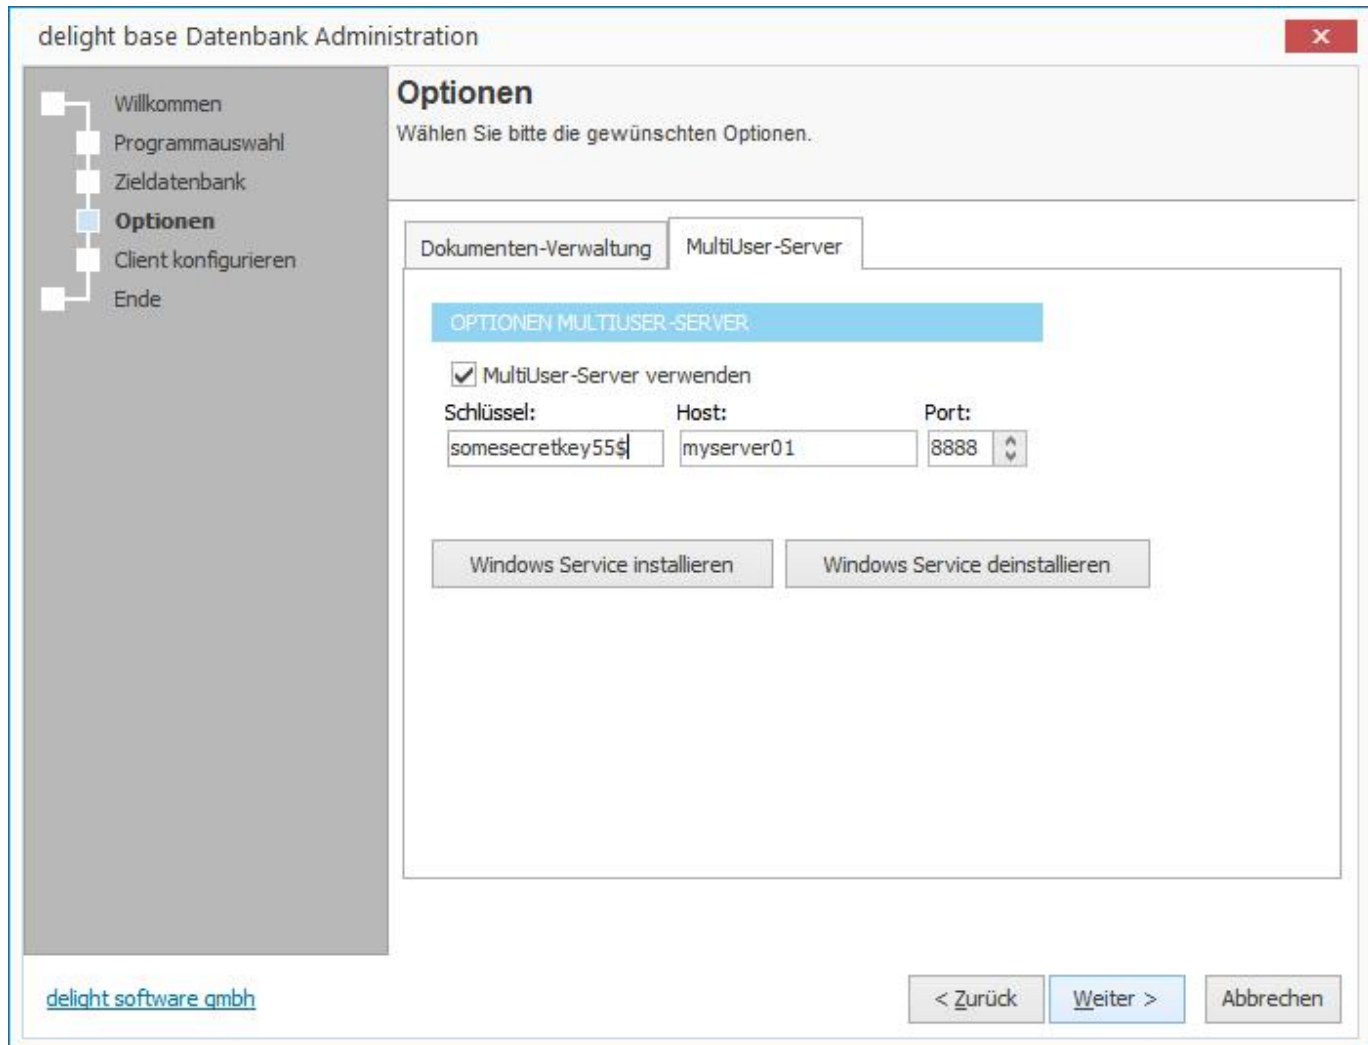 delight base Datenbank Administration
Willkommen
Programmauswahl
Zieldatenbank
Optionen
Client konfigurieren
Ende
Optionen
Wählen Sie bitte die gewünschten Optionen.
Dokumenten-Verwaltung MultiUser-Server
OPTIONEN MULTIUSER-SERVER
MultiUser-Server verwenden
Schlüssel: Host: Port:
somesecretkey55$ myserver01 8888
Windows Service installieren Windows Service deinstallieren
delight software gmbh
< Zurück Weiter > Abbrechen